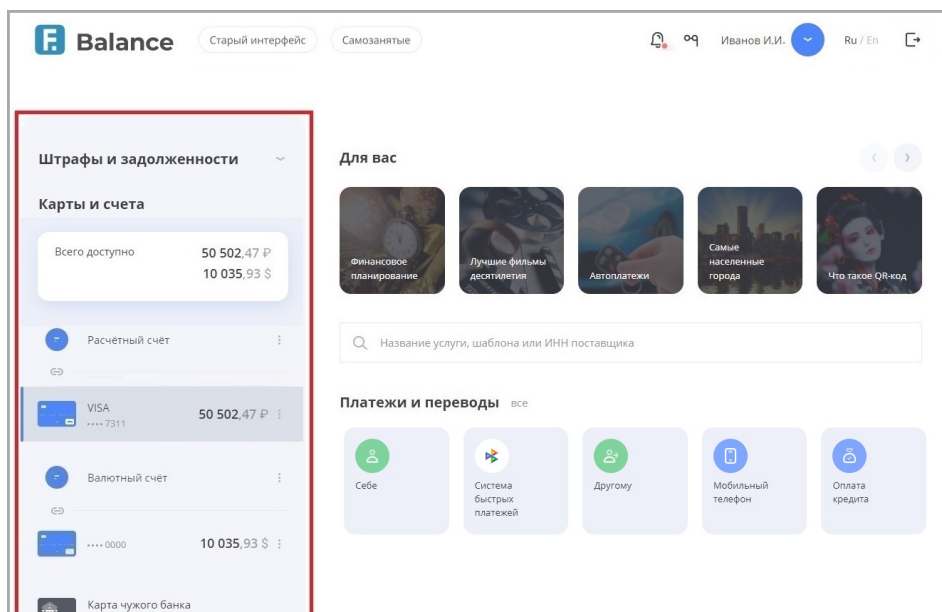 F. Balance
Старый интерфейс
Самозанятые
Иванов И.И.
Ru / En
Штрафы и задолженности
Карты и счета
Всего доступно
50 502,47 ₽
10 035,93 $
Расчётный счёт
VISA
•••• 7311
50 502,47 ₽
Валютный счёт
•••• 0000
10 035,93 $
Карта чужого банка
Для вас
Финансовое
планирование
Лучшие фильмы
десятилетия
Автоплатежи
Самые
населенные
города
Что такое QR-код
Название услуги, шаблона или ИНН поставщика
Платежи и переводы все
Себе
Система
быстрых
платежей
Другому
Мобильный
телефон
Оплата
кредита